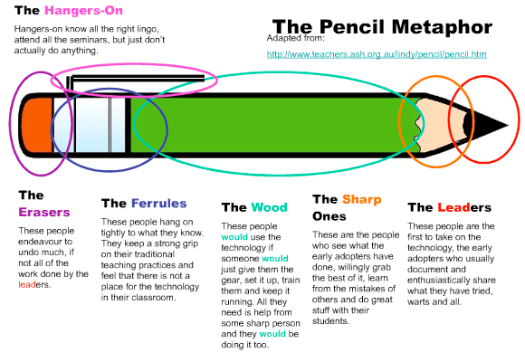 The Hangers-On
Hangers-on know all the right lingo,
attend all the seminars, but just don't
actually do anything.
The Pencil Metaphor
Adapted from:
http://www.teachers.ash.org.au/lindy/pencil/pencil.htm
The
Erasers
These people
endeavour to
undo much, if
not all of the
work done by the
leaders.
The Ferrules
These people hang on
tightly to what they know.
They keep a strong grip
on their traditional
teaching practices and
feel that there is not a
place for the technology
in their classroom.
The Wood
These people
would use the
technology if
someone would
just give them the
gear, set it up, train
them and keep it
running. All they
need is help from
some sharp person
and they would be
doing it too.
The Sharp
Ones
These are the people
who see what the
early adopters have
done, willingly grab
the best of it, learn
from the mistakes of
others and do great
stuff with their
students.
The Leaders
These people are the
first to take on the
technology, the early
adopters who usually
document and
enthusiastically share
what they have tried,
warts and all.